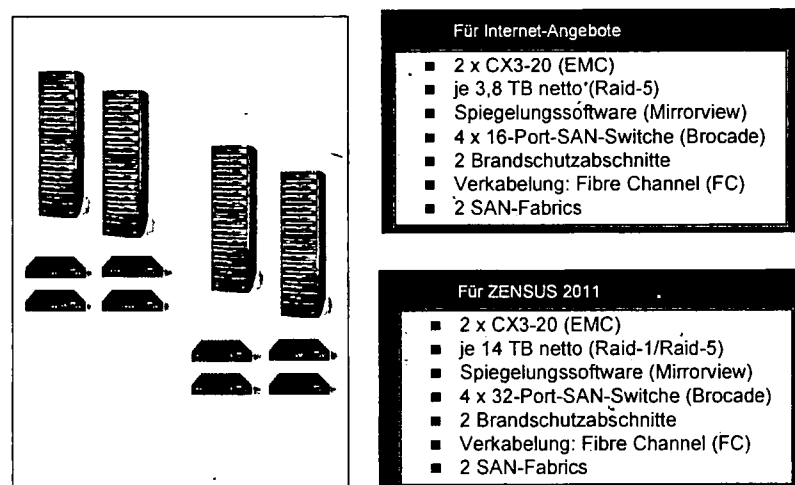 Für Internet-Angebote
2 x CX3-20 (EMC)
je 3,8 TB netto (Raid-5)
Spiegelungssoftware (Mirrorview)
4 x 16-Port-SAN-Switche (Brocade)
2 Brandschutzabschnitte
Verkabelung: Fibre Channel (FC)
2 SAN-Fabrics
Für ZENSUS 2011
2 x CX3-20 (EMC)
je 14 TB netto (Raid-1/Raid-5)
Spiegelungssoftware (Mirrorview)
4 x 32-Port-SAN-Switche (Brocade)
2 Brandschutzabschnitte
Verkabelung: Fibre Channel (FC)
2 SAN-Fabrics